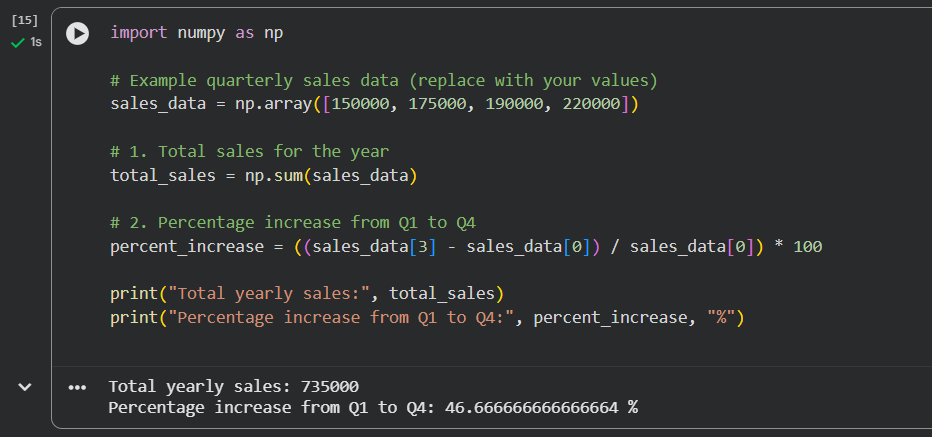 [15]
1s
import numpy as np
# Example quarterly sales data (replace with your values)
sales_data = np.array([150000, 175000, 190000, 220000])
# 1. Total sales for the year
total_sales = np.sum(sales_data)
# 2. Percentage increase from Q1 to Q4
percent_increase = ((sales_data[3] - sales_data[0]) / sales_data[0]) * 100
print("Total yearly sales:", total_sales)
print("Percentage increase from Q1 to Q4:", percent_increase, "%")
Total yearly sales: 735000
Percentage increase from Q1 to Q4: 46.666666666666664 %